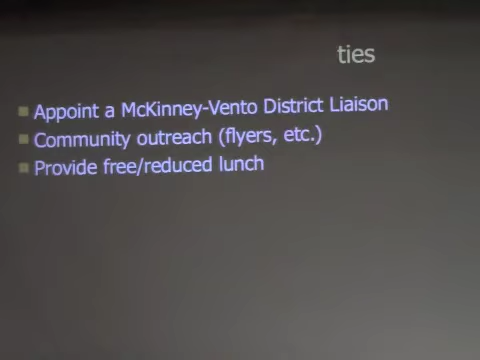 ties
Appoint a McKinney-Vento District Liaison
Community outreach (flyers, etc.)
Provide free/reduced lunch